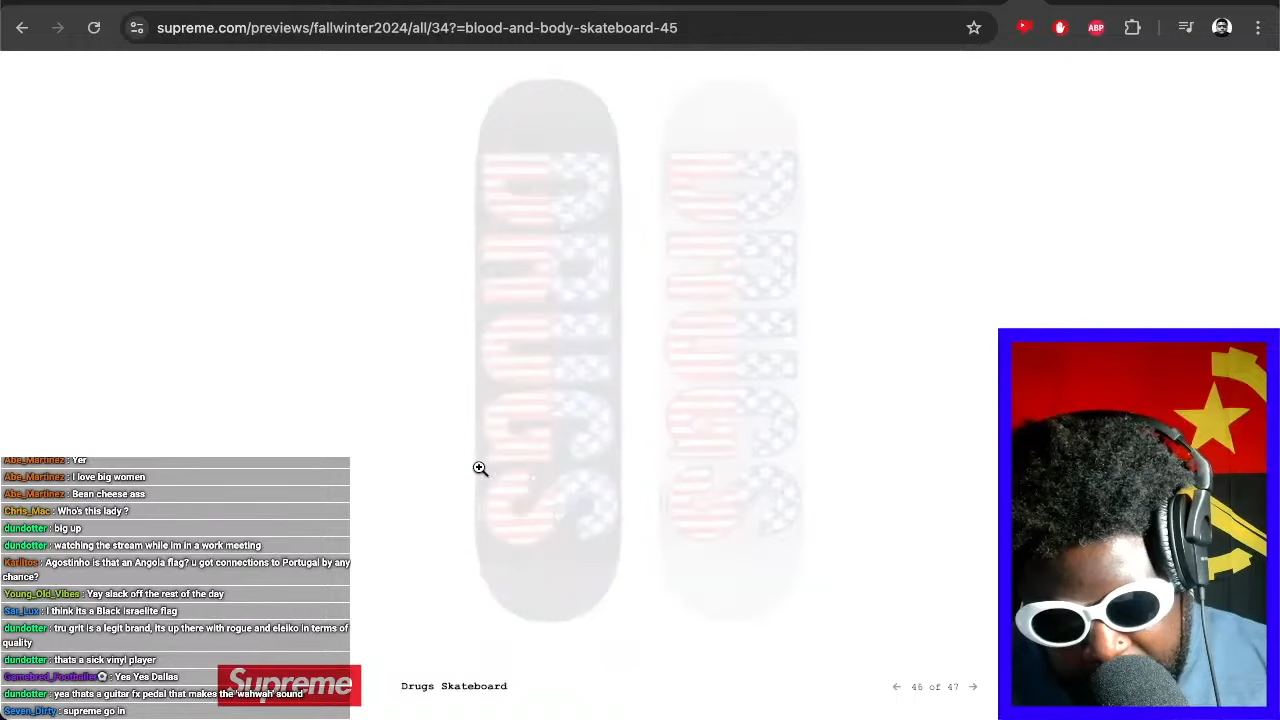 supreme.com/previews/fallwinter2024/all/34?=blood-and-body-skateboard-45
ABP
DRUGS
DRUGS
Abe_Martinez : Yer
Abe_Martinez : I love big women
Abe_Martinez : Bean cheese ass
Chris_Mac : Who's this lady ?
dundotter : big up
dundotter : watching the stream while im in a work meeting
Karlitos : Agostinho is that an Angola flag? u got connections to Portugal by any
chance?
Young_Old_Vibes : Yay slack off the rest of the day
Sar_Lux : I think its a Black Israelite flag
dundotter : tru grit is a legit brand, its up there with rogue and eleiko in terms of
quality
dundotter : thats a sick vinyl player
Gamebred_Footballer : Yes Yes Dallas
dundotter : yea thats a guitar fx pedal that makes the 'wahwah' sound
Seven_Dirty : supreme go in
Supreme
Drugs Skateboard
46 of 47